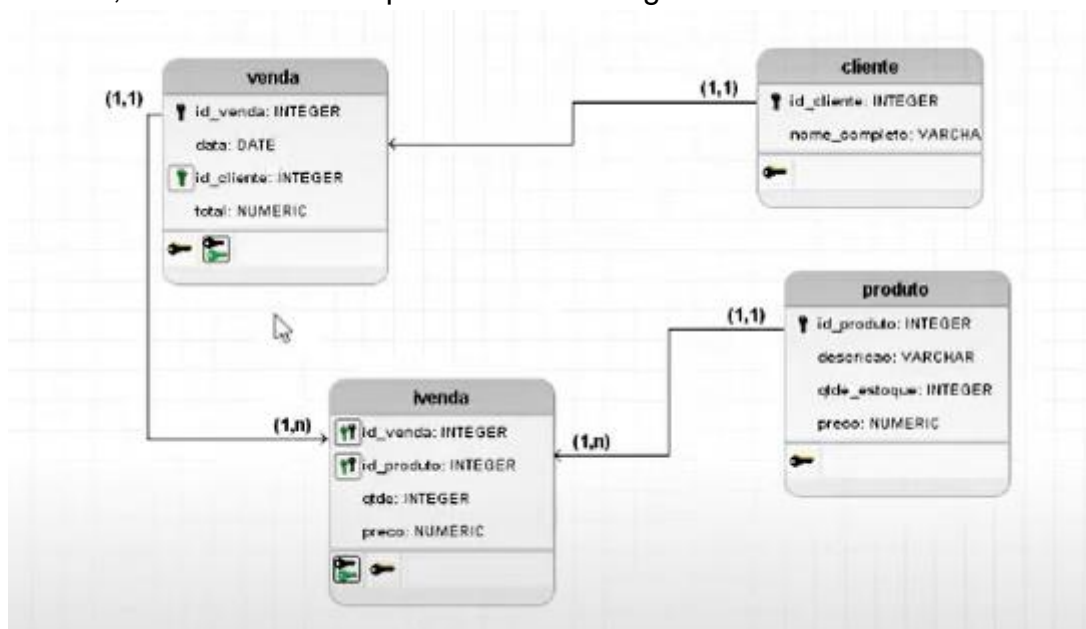 venda
(1,1)
id_venda: INTEGER
data: DATE
id_cliente: INTEGER
total: NUMERIC
cliente
(1,1)
id_cliente: INTEGER
nome_completo: VARCHA
produto
(1,1)
id_produto: INTEGER
descricao: VARCHAR
qtde_estoque: INTEGER
preco: NUMERIC
ivenda
(1,n)
id_venda: INTEGER
(1,n)
id_produto: INTEGER
qtde: INTEGER
preco: NUMERIC